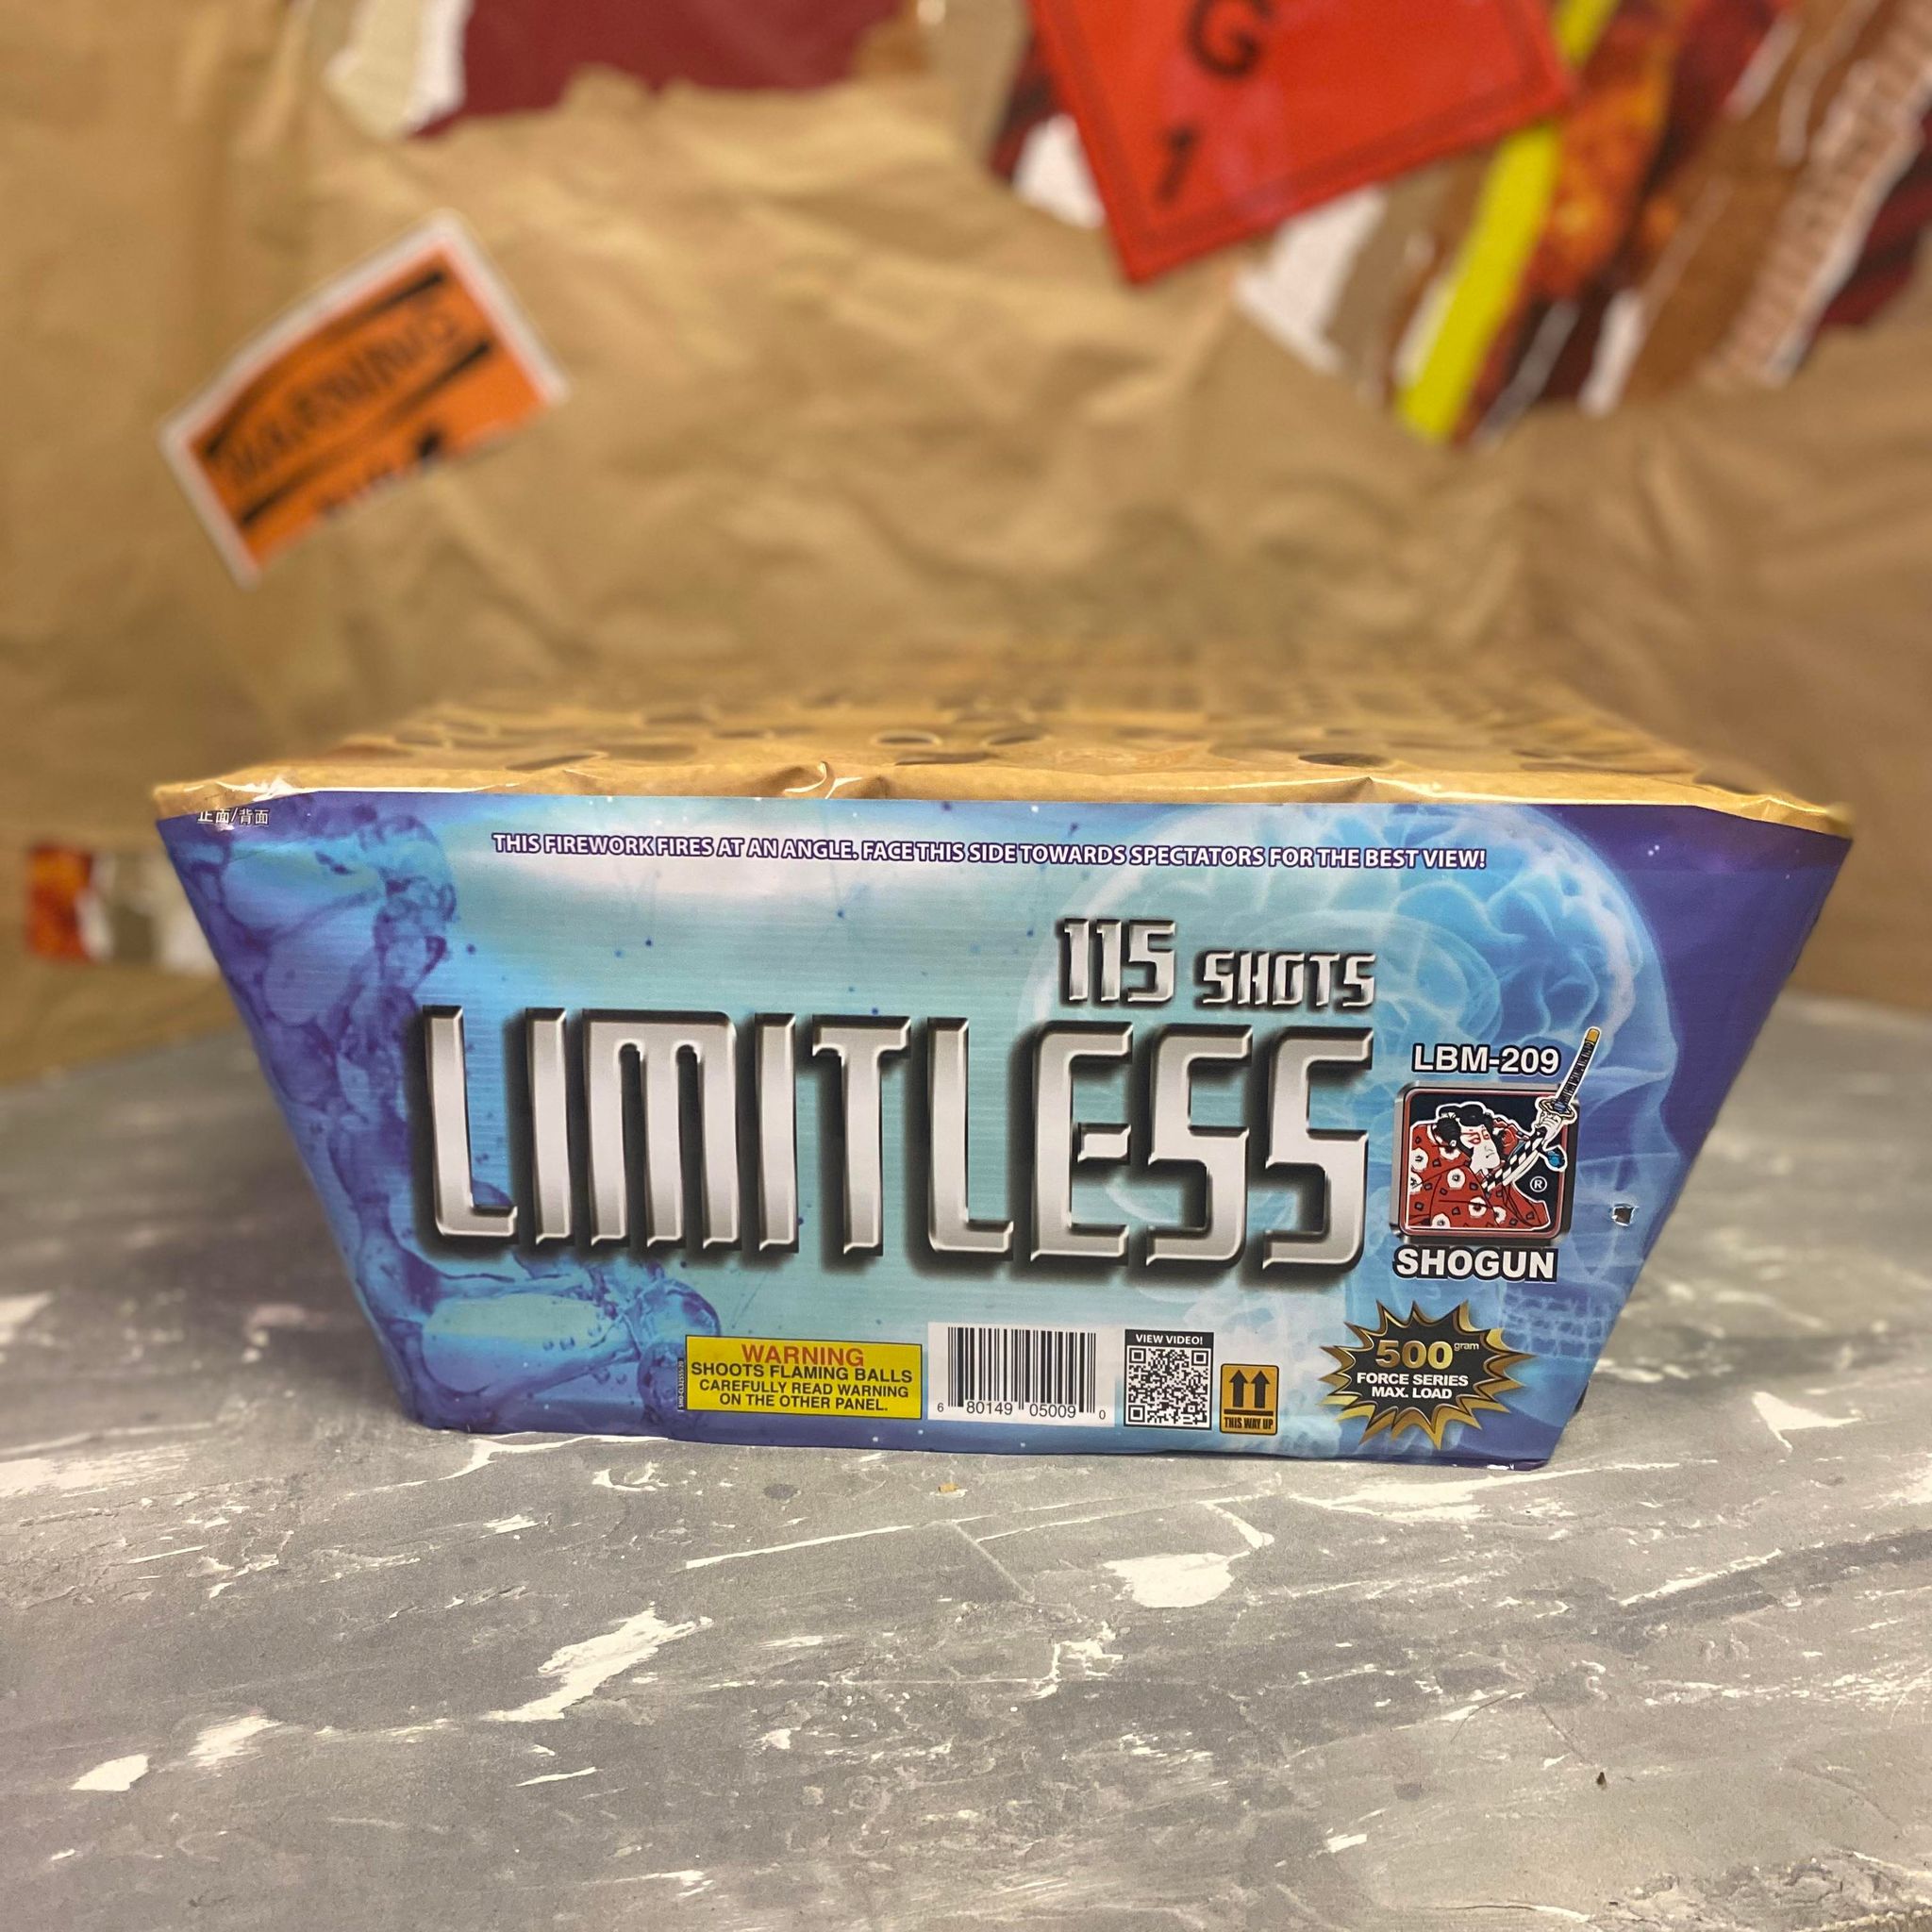 G
1
WARNING
正面/背面
THIS FIREWORK FIRES AT AN ANGLE. FACE THIS SIDE TOWARDS SPECTATORS FOR THE BEST VIEW!
115 SHOTS
LIMITLESS
LBM-209
®
SHOGUN
WARNING
SHOOTS FLAMING BALLS
CAREFULLY READ WARNING
ON THE OTHER PANEL.
6 80149 05009 0
VIEW VIDEO!
THIS WAY UP
500 gram
FORCE SERIES
MAX. LOAD